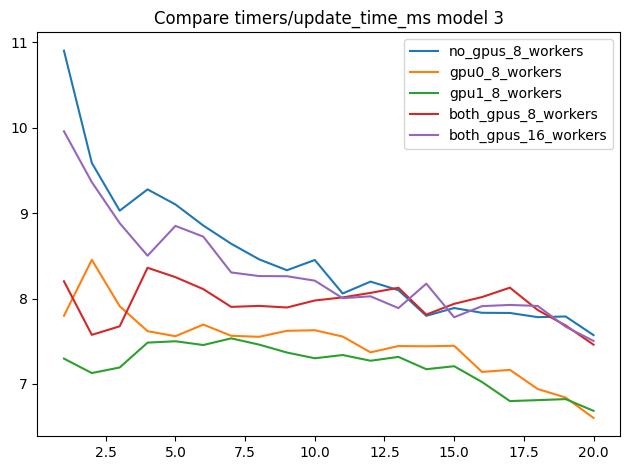 Compare timers/update_time_ms model 3
11
10
9
8
7
no_gpus_8_workers
gpu0_8_workers
gpu1_8_workers
both_gpus_8_workers
both_gpus_16_workers
2.5 5.0 7.5 10.0 12.5 15.0 17.5 20.0